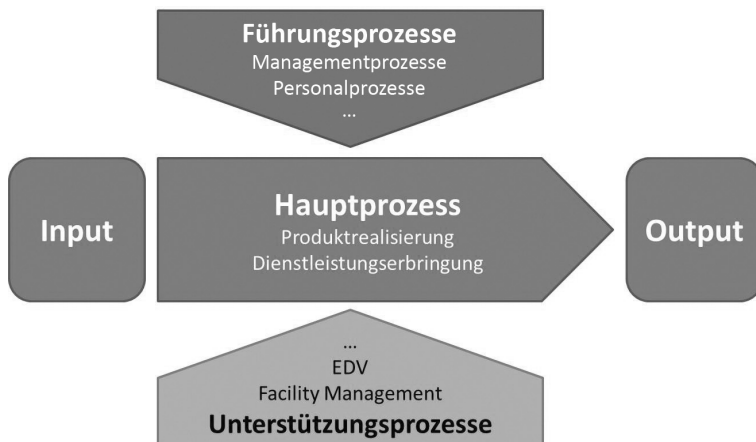 Führungsprozesse
Managementprozesse
Personalprozesse
...
Input
Hauptprozess
Produktrealisierung
Dienstleistungserbringung
Output
...
EDV
Facility Management
Unterstützungsprozesse